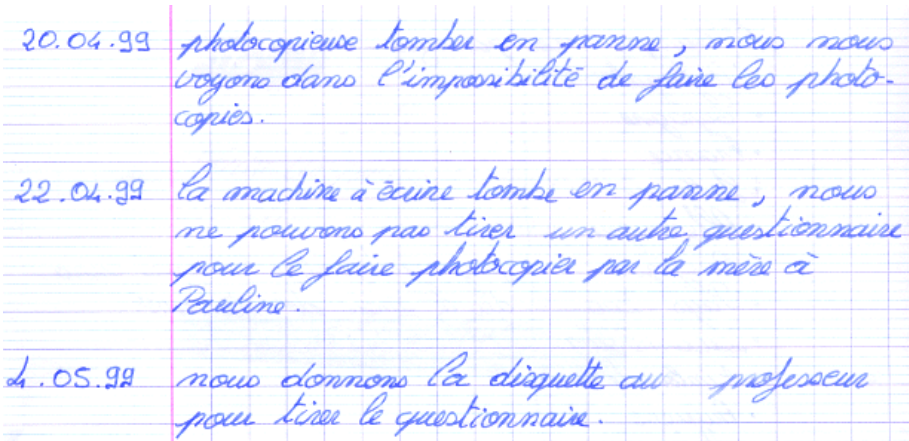 20.04.99 photocopieuse tomber en panne, nous nous
voyons dans l'impossibilité de faire les photo-
copies.
22.04.99 la machine à écrire tombe en panne, nous
ne pouvons pas tirer un autre questionnaire
pour le faire photocopier par la mère à
Pauline.
4.05.99 nous donnons la disquette au professeur
pour tirer le questionnaire.